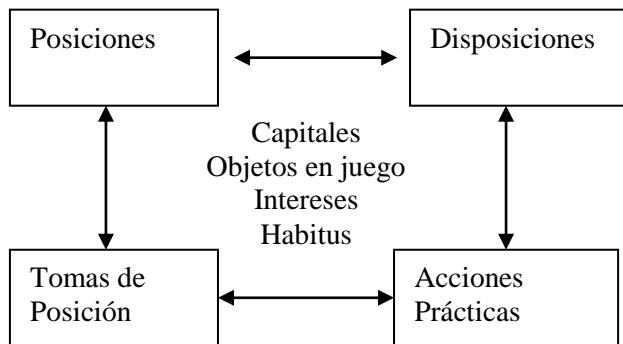 Posiciones
Disposiciones
Capitales
Objetos en juego
Intereses
Habitus
Tomas de
Posición
Acciones
Prácticas